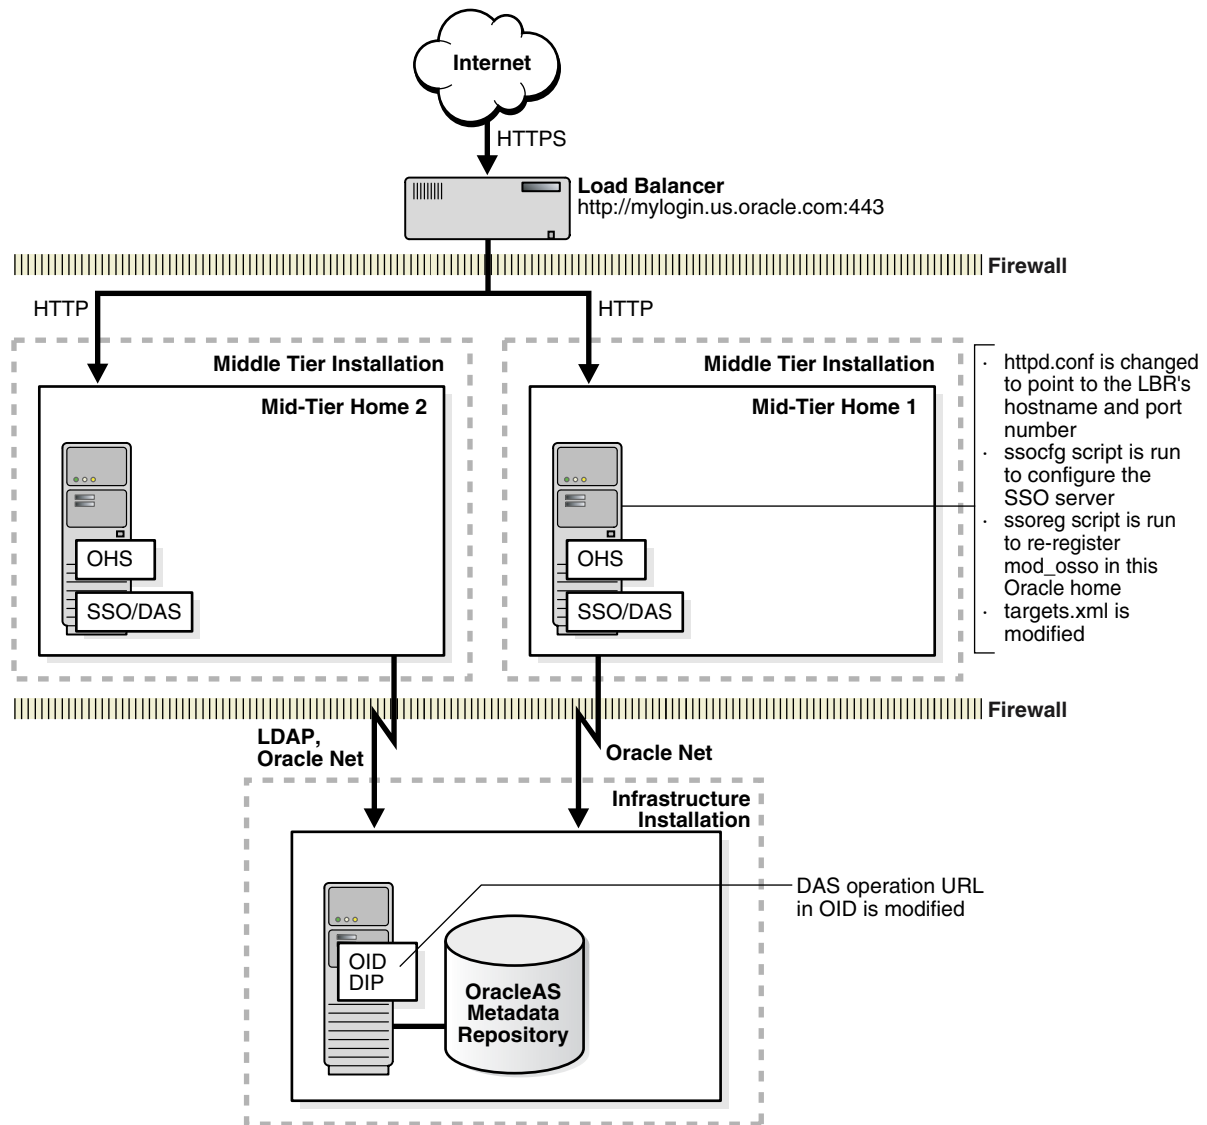 Internet
HTTPS
Load Balancer
http://mylogin.us.oracle.com:443
Firewall
HTTP
HTTP
Middle Tier Installation
Mid-Tier Home 2
OHS
SSO/DAS
Middle Tier Installation
Mid-Tier Home 1
OHS
SSO/DAS
· httpd.conf is changed
to point to the LBR's
hostname and port
number
· ssocfg script is run
to configure the
SSO server
· ssoreg script is run
to re-register
mod_osso in this
Oracle home
· targets.xml is
modified
Firewall
LDAP,
Oracle Net
Oracle Net
Infrastructure
Installation
DAS operation URL
in OID is modified
OID
DIP
OracleAS
Metadata
Repository